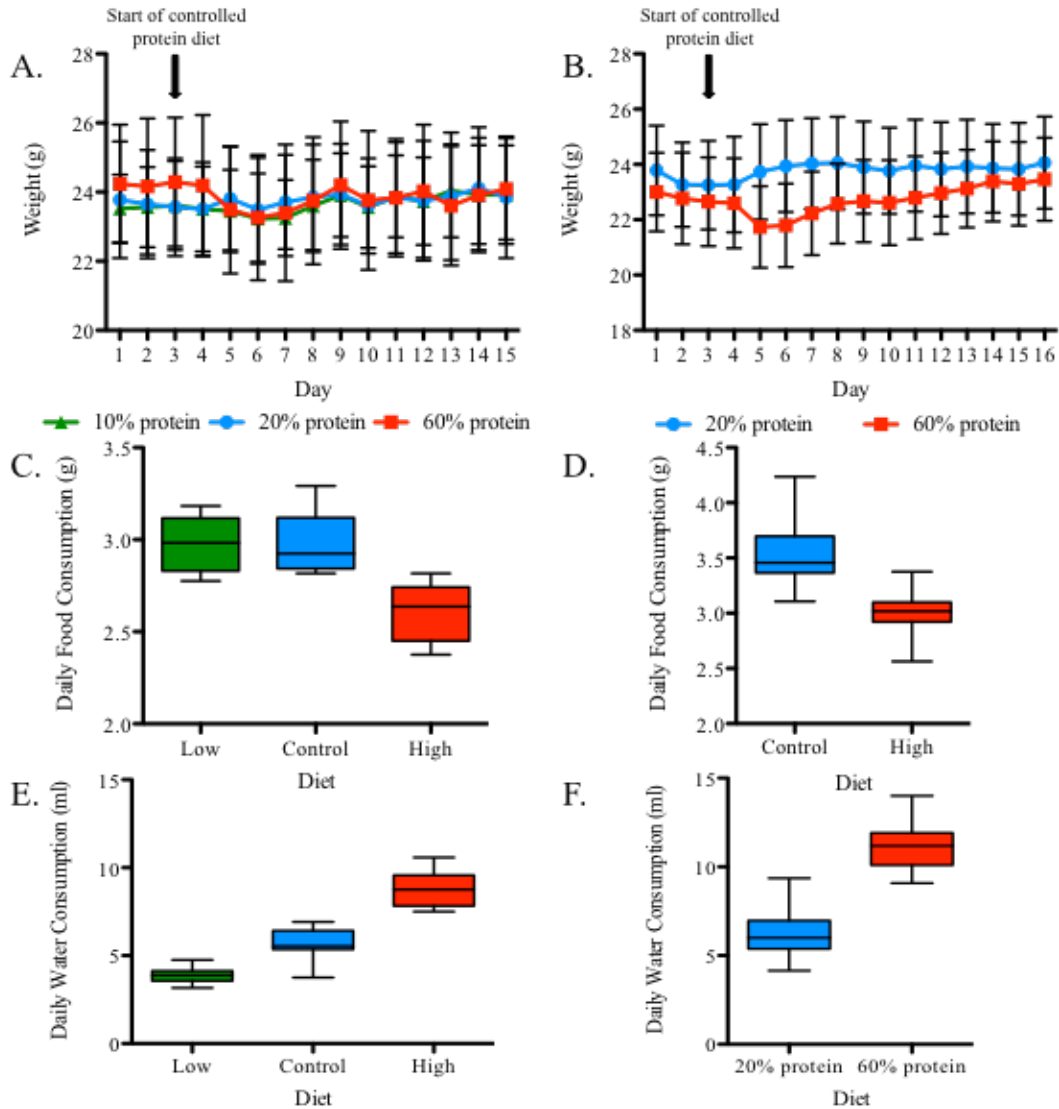 Start of controlled
protein diet
A.
Weight (g)
28
26
24
22
20
1 2 3 4 5 6 7 8 9 10 11 12 13 14 15
Day
10% protein 20% protein 60% protein
Start of controlled
protein diet
B.
Weight (g)
28
26
24
22
20
18
1 2 3 4 5 6 7 8 9 10 11 12 13 14 15 16
Day
20% protein 60% protein
C.
Daily Food Consumption (g)
3.5
3.0
2.5
2.0
Low Control High
Diet
D.
Daily Food Consumption (g)
4.5
4.0
3.5
3.0
2.5
2.0
Control High
Diet
E.
Daily Water Consumption (ml)
15
10
5
0
Low Control High
Diet
F.
Daily Water Consumption (ml)
15
10
5
0
20% protein 60% protein
Diet